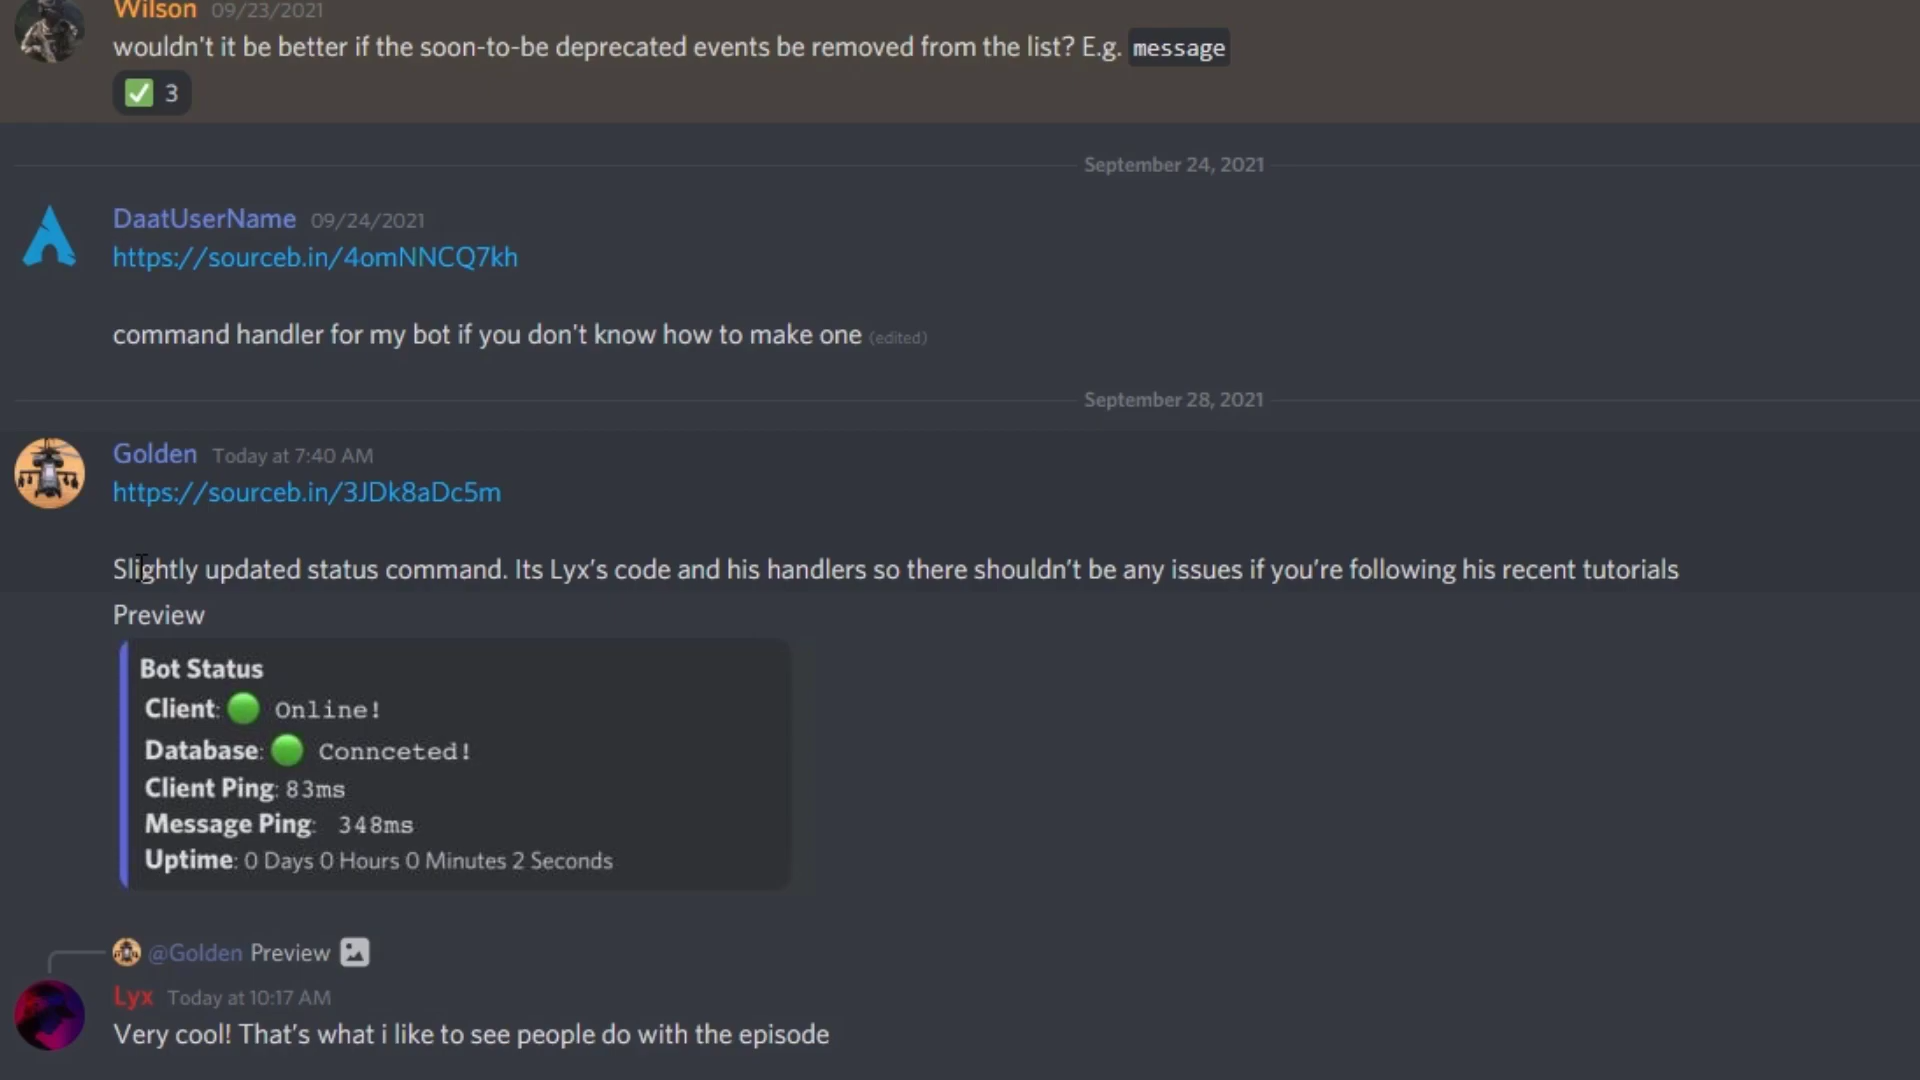 Wilson 09/23/2021
wouldn't it be better if the soon-to-be deprecated events be removed from the list? E.g. message
3
September 24, 2021
DaatUserName 09/24/2021
https://sourceb.in/4omNNCQ7kh
command handler for my bot if you don't know how to make one (edited)
September 28, 2021
Golden Today at 7:40 AM
https://sourceb.in/3JDk8aDc5m
Slightly updated status command. Its Lyx's code and his handlers so there shouldn't be any issues if you're following his recent tutorials
Preview
Bot Status
Client: Online!
Database: Connceted!
Client Ping: 83ms
Message Ping: 348ms
Uptime: 0 Days 0 Hours 0 Minutes 2 Seconds
@Golden Preview
Lyx Today at 10:17 AM
Very cool! That's what i like to see people do with the episode